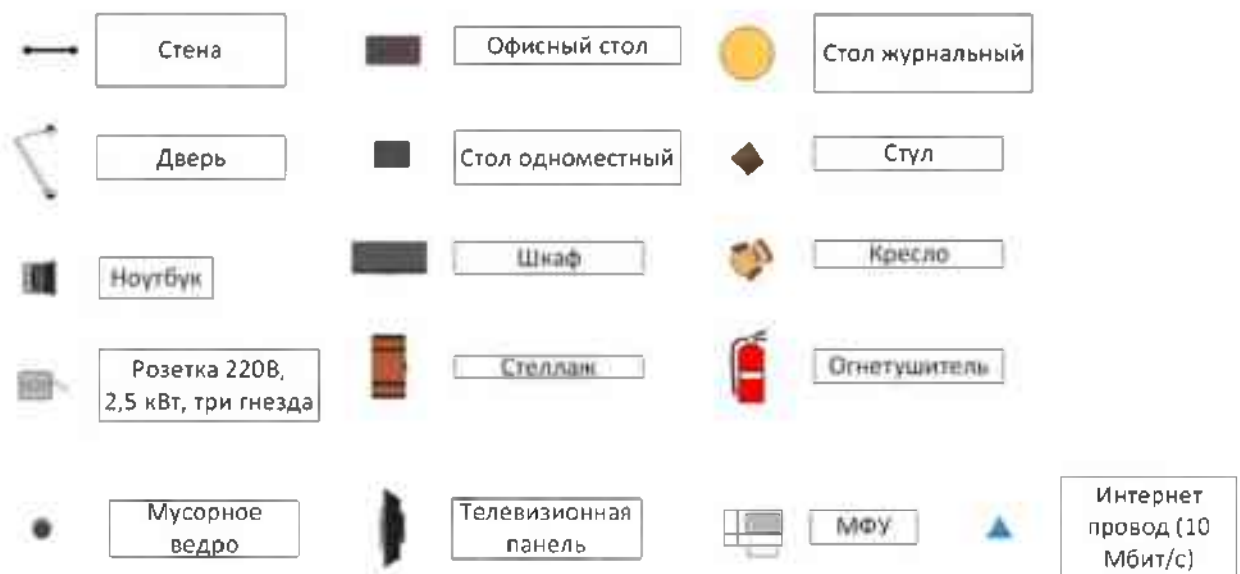 Стена
Офисный стол
Стол журнальный
Дверь
Стол одноместный
Стул
Ноутбук
Шкаф
Кресло
Розетка 220В,
2,5 кВт, три гнезда
Стеллаж
Огнетушитель
Мусорное
ведро
Телевизионная
панель
МФУ
Интернет
провод (10
Мбит/с)